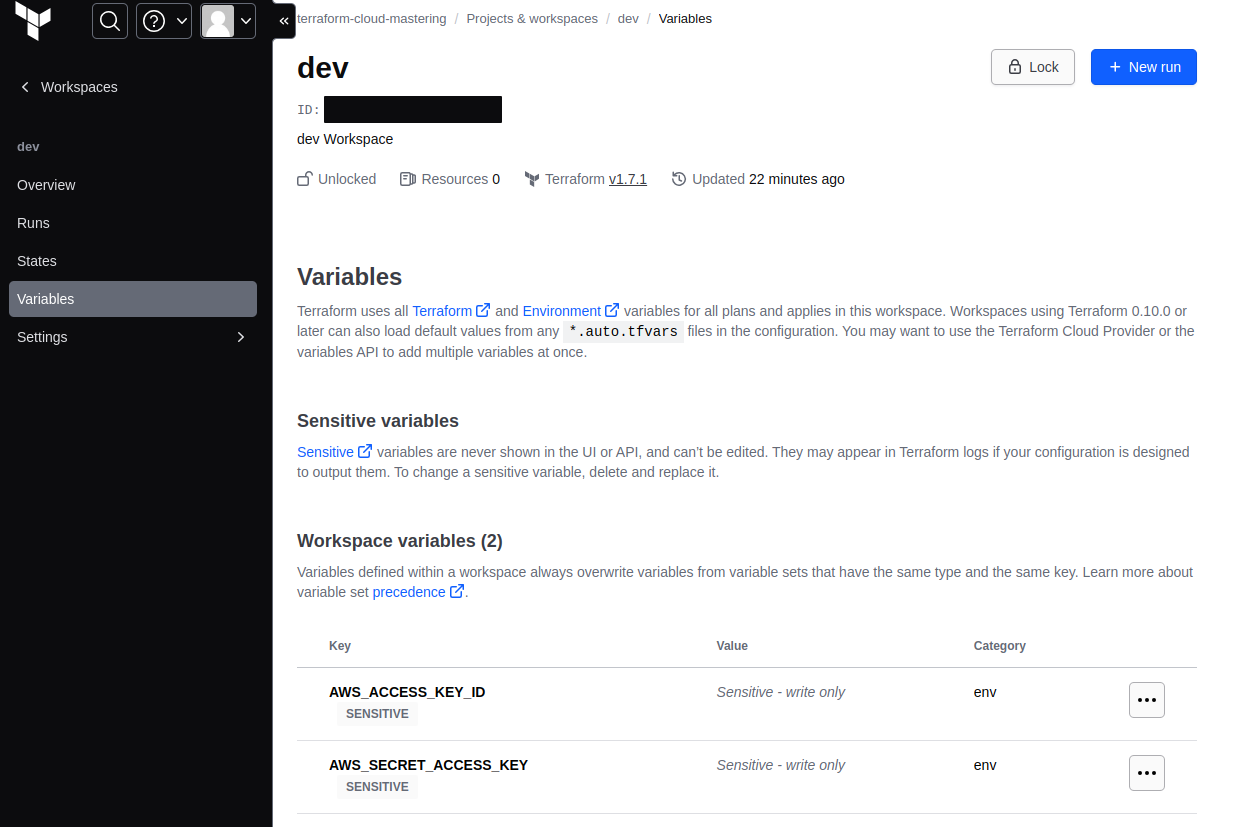 Workspaces
dev
Overview
Runs
States
Variables
Settings
terraform-cloud-mastering / Projects & workspaces / dev / Variables
dev
Lock
+ New run
ID:
dev Workspace
Unlocked Resources 0 Terraform v1.7.1 Updated 22 minutes ago
Variables
Terraform uses all Terraform and Environment variables for all plans and applies in this workspace. Workspaces using Terraform 0.10.0 or
later can also load default values from any *.auto.tfvars files in the configuration. You may want to use the Terraform Cloud Provider or the
variables API to add multiple variables at once.
Sensitive variables
Sensitive variables are never shown in the UI or API, and can’t be edited. They may appear in Terraform logs if your configuration is designed
to output them. To change a sensitive variable, delete and replace it.
Workspace variables (2)
Variables defined within a workspace always overwrite variables from variable sets that have the same type and the same key. Learn more about
variable set precedence.
Key Value Category
AWS_ACCESS_KEY_ID Sensitive - write only env
SENSITIVE
AWS_SECRET_ACCESS_KEY Sensitive - write only env
SENSITIVE